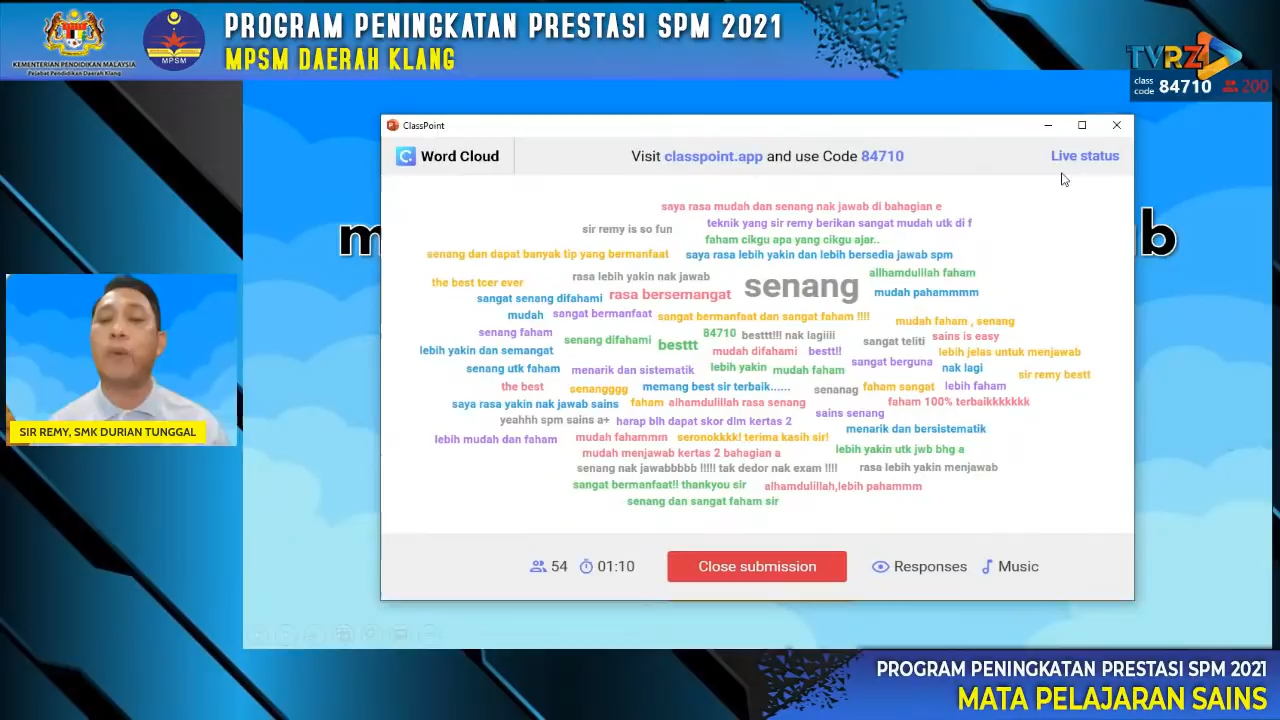 KEMENTERIAN PENDIDIKAN MALAYSIA
Pejabat Pendidikan Daerah Klang
MPSM
PROGRAM PENINGKATAN PRESTASI SPM 2021
MPSM DAERAH KLANG
TVRZ
class code 84710 200
ClassPoint
Word Cloud
Visit classpoint.app and use Code 84710
Live status
m
b
saya rasa mudah dan senang nak jawab di bahagian e
sir remy is so fun
teknik yang sir remy berikan sangat mudah utk di f
faham cikgu apa yang cikgu ajar..
senang dan dapat banyak tip yang bermanfaat
saya rasa lebih yakin dan lebih bersedia jawab spm
the best tcer ever
rasa lebih yakin nak jawab
senang
allhamdulillah faham
sangat senang difahami
rasa bersemangat
mudah pahammmm
mudah
sangat bermanfaat
sangat bermanfaat dan sangat faham !!!!
mudah faham , senang
senang faham
senang difahami
84710
besttt!!! nak lagiiii
sangat teliti
sains is easy
lebih yakin dan semangat
besttt
mudah difahami
bestt!!
sangat berguna
lebih jelas untuk menjawab
senang utk faham
menarik dan sistematik
lebih yakin
mudah faham
nak lagi
sir remy bestt
the best
senangggg
memang best sir terbaik......
senanag
faham sangat
lebih faham
saya rasa yakin nak jawab sains
faham
alhamdulillah rasa senang
faham 100% terbaikkkkkkk
yeahhh spm sains a+
harap blh dapat skor dlm kertas 2
sains senang
lebih mudah dan faham
mudah fahammm
seronokkkk! terima kasih sir!
menarik dan bersistematik
mudah menjawab kertas 2 bahagian a
lebih yakin utk jwb bhg a
senang nak jawabbbbb !!!!! tak dedor nak exam !!!!
rasa lebih yakin menjawab
sangat bermanfaat!! thankyou sir
alhamdulillah,lebih pahammm
senang dan sangat faham sir
54 01:10 Close submission Responses Music
SIR REMY, SMK DURIAN TUNGGAL
PROGRAM PENINGKATAN PRESTASI SPM 2021
MATA PELAJARAN SAINS